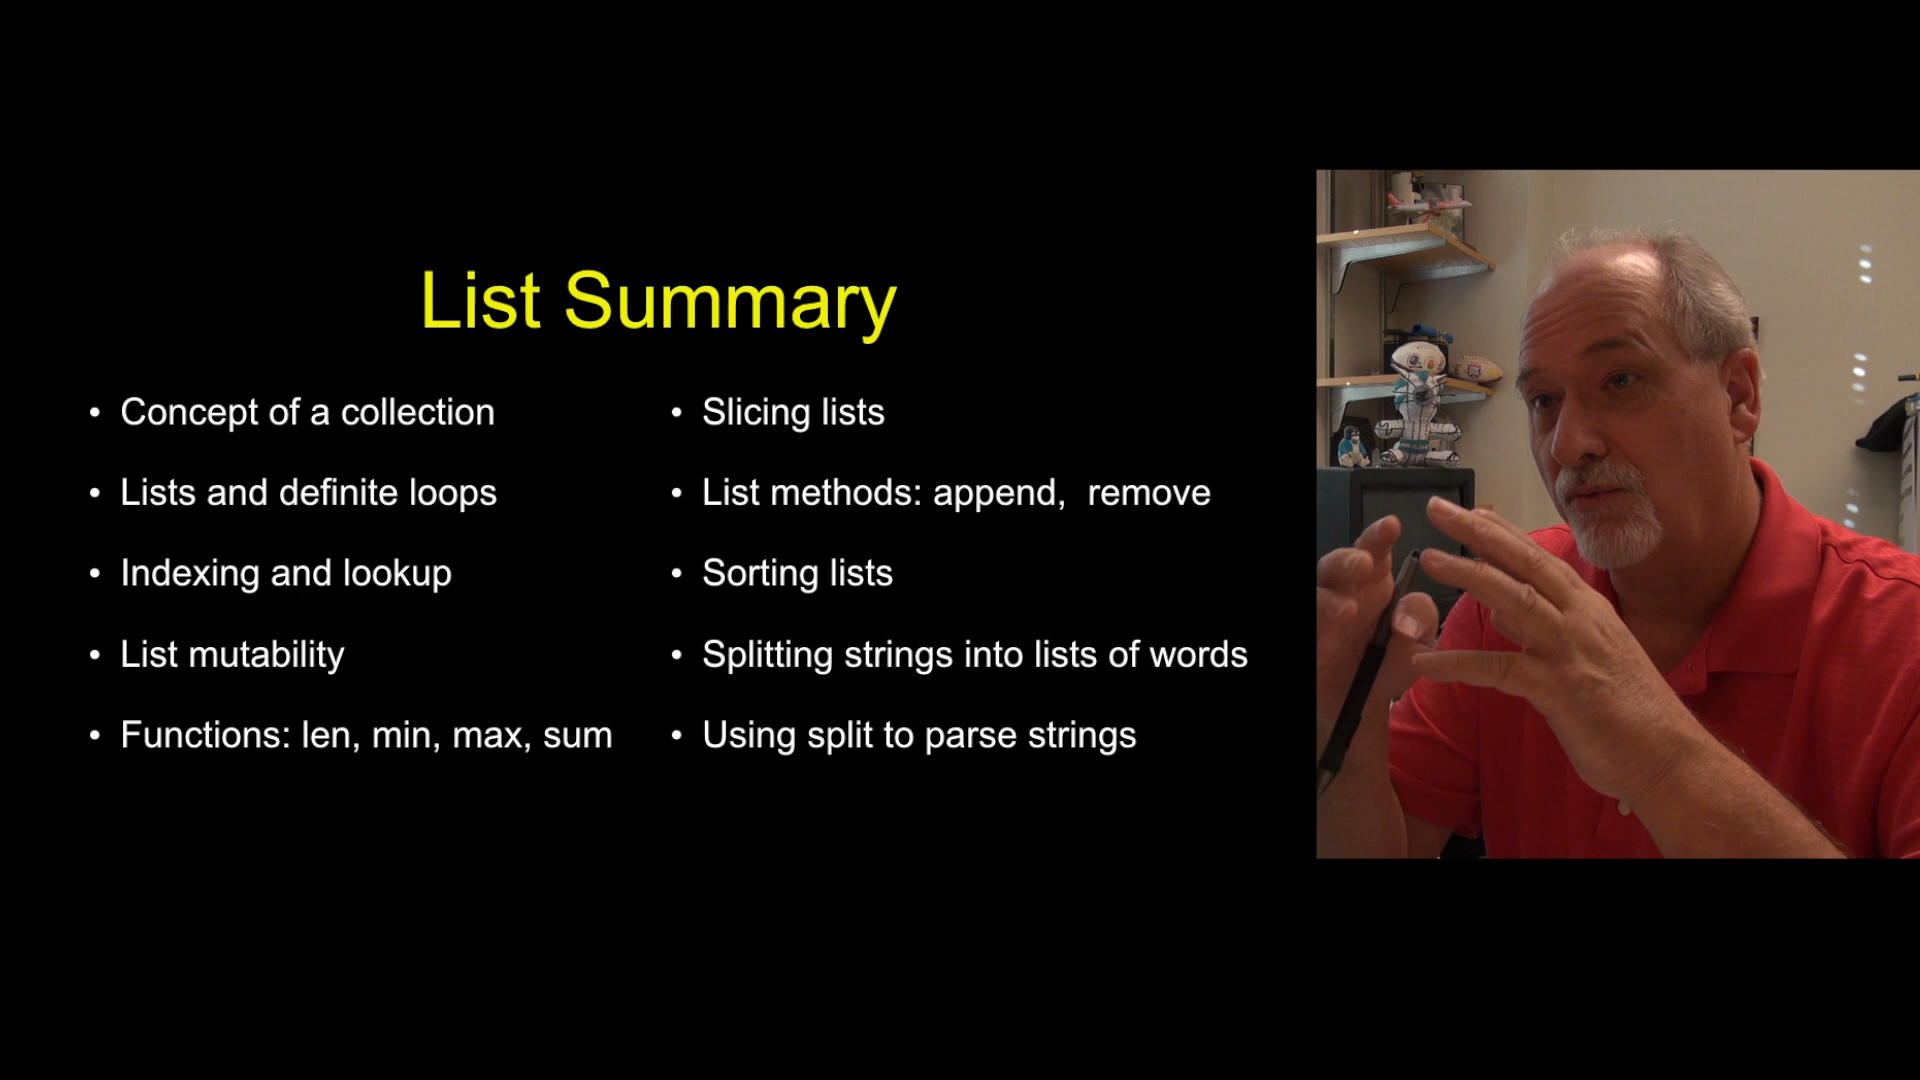 List Summary
• Concept of a collection
• Lists and definite loops
• Indexing and lookup
• List mutability
• Functions: len, min, max, sum
• Slicing lists
• List methods: append,  remove
• Sorting lists
• Splitting strings into lists of words
• Using split to parse strings